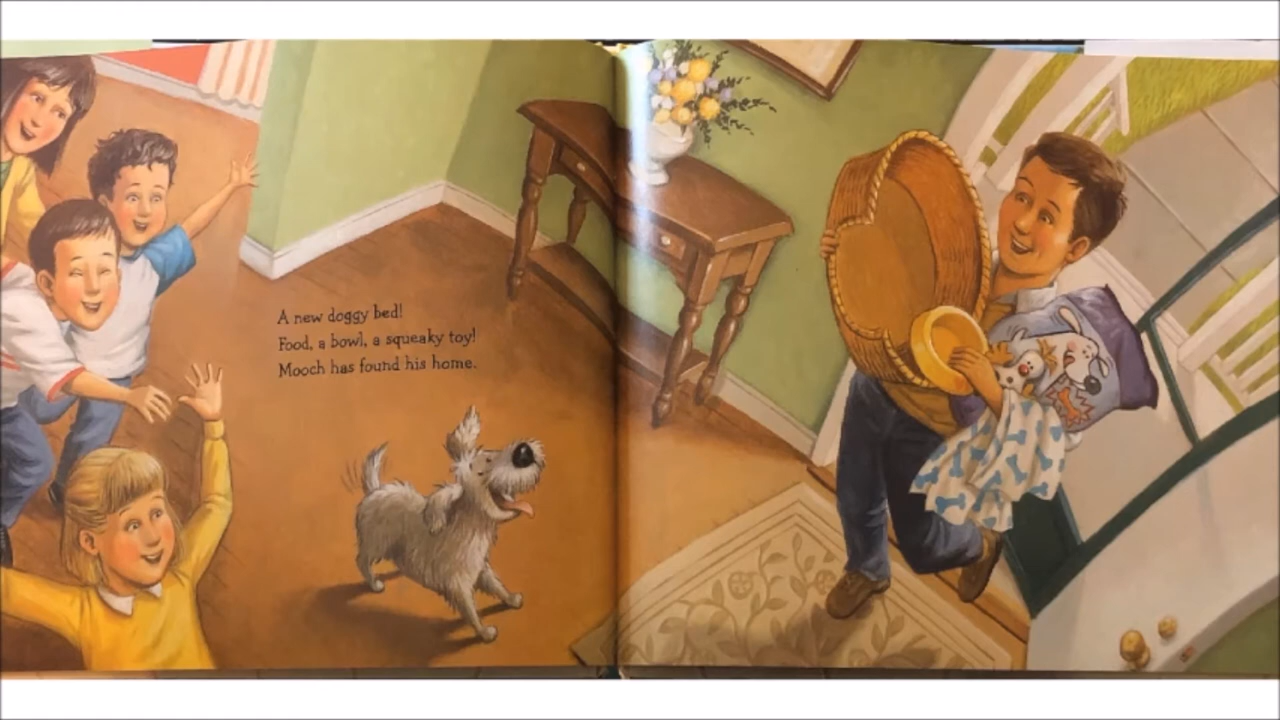 A new doggy bed!
Food, a bowl, a squeaky toy!
Mooch has found his home.